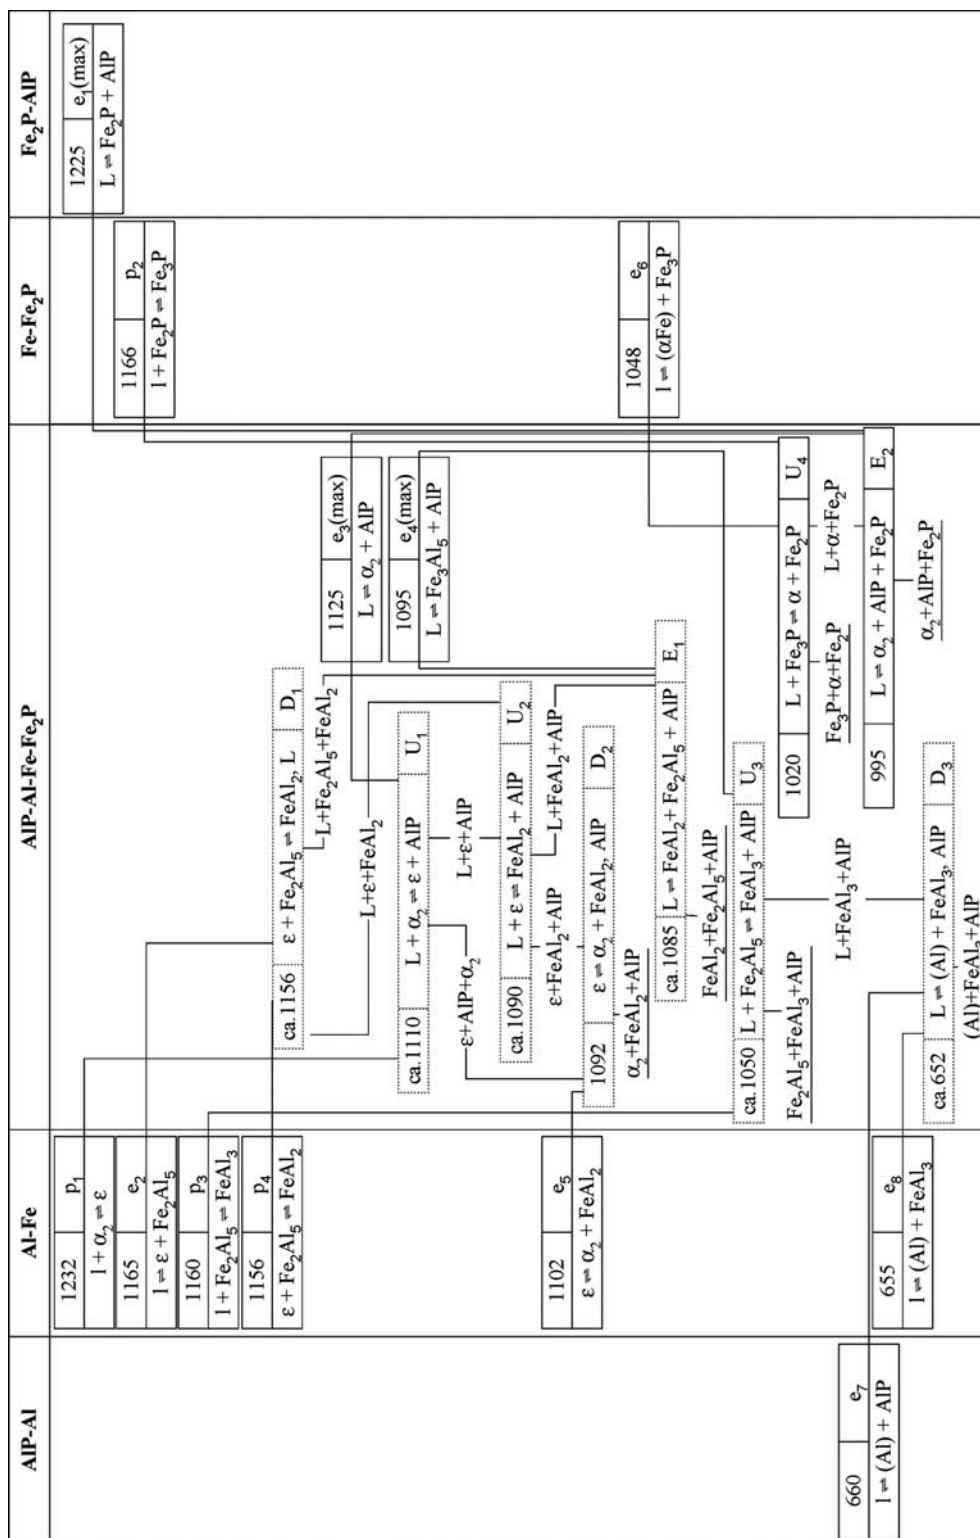 AlP-Al
Al-Fe
AlP-Al-Fe-Fe₂P
Fe-Fe₂P
Fe₂P-AlP
1232 p₁
l + α₂ ⇌ ε
1165 e₂
l ⇌ ε + Fe₂Al₅
1160 p₃
l + Fe₂Al₅ ⇌ FeAl₃
1156 p₄
ε + Fe₂Al₅ ⇌ FeAl₂
1102 e₅
ε ⇌ α₂ + FeAl₂
655 e₈
l ⇌ (Al) + FeAl₃
660 e₇
l ⇌ (Al) + AlP
1225 e₁(max)
L ⇌ Fe₂P + AlP
1166 p₂
l + Fe₂P ⇌ Fe₃P
1048 e₆
l ⇌ (αFe) + Fe₃P
ca.1156 ε + Fe₂Al₅ ⇌ FeAl₂, L D₁
L+Fe₂Al₅+FeAl₂
1125 e₃(max)
L ⇌ α₂ + AlP
L+ε+FeAl₂
1095 e₄(max)
L ⇌ Fe₃Al₅ + AlP
ca.1110 L + α₂ ⇌ ε + AlP U₁
ε+AlP+α₂
L+ε+AlP
ca.1090 L + ε ⇌ FeAl₂ + AlP U₂
ε+FeAl₂+AlP
L+FeAl₂+AlP
1092 ε ⇌ α₂ + FeAl₂, AlP D₂
α₂+FeAl₂+AlP
ca.1085 L ⇌ FeAl₂ + Fe₂Al₅ + AlP E₁
FeAl₂+Fe₂Al₅+AlP
ca.1050 L + Fe₂Al₅ ⇌ FeAl₃ + AlP U₃
Fe₂Al₅+FeAl₃+AlP
1020 L + Fe₃P ⇌ α + Fe₂P U₄
Fe₃P+α+Fe₂P
L+α+Fe₂P
L+FeAl₃+AlP
995 L ⇌ α₂ + AlP + Fe₂P E₂
α₂+AlP+Fe₂P
ca.652 L ⇌ (Al) + FeAl₃, AlP D₃
(Al)+FeAl₃+AlP